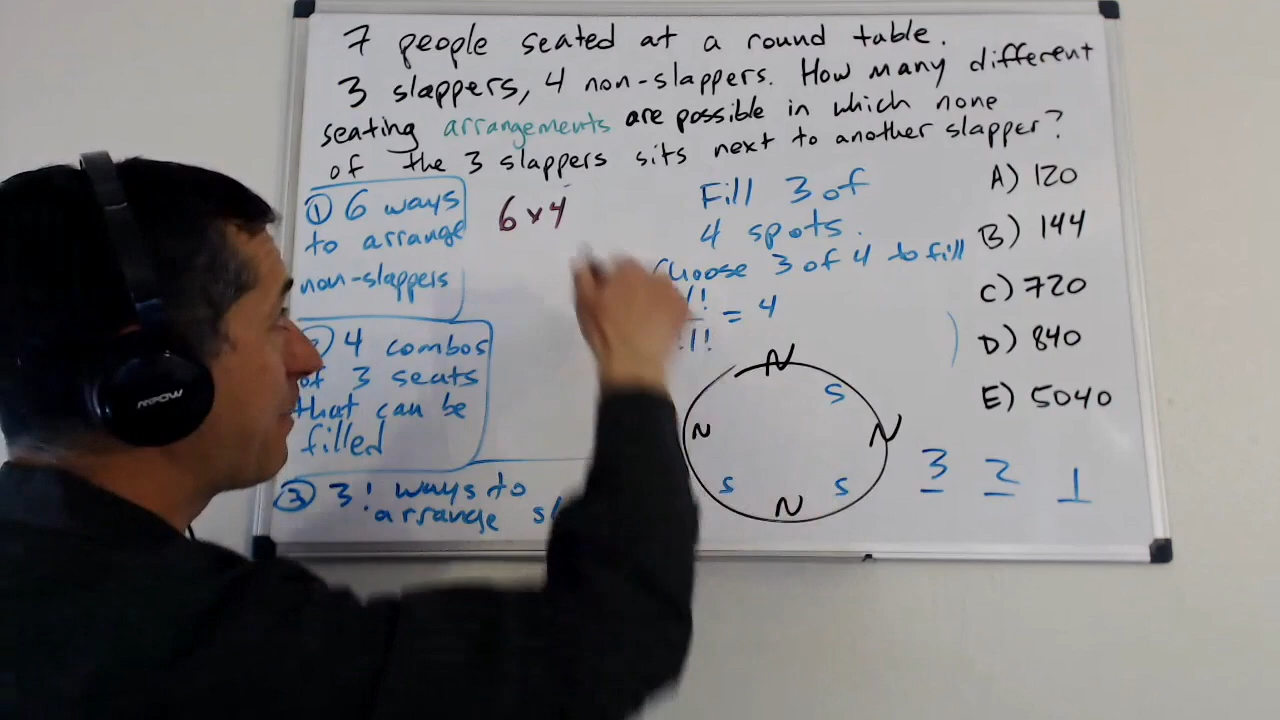 7 people seated at a round table.
3 slappers, 4 non-slappers. How many different
seating arrangements are possible in which none
of the 3 slappers sits next to another slapper?
① 6 ways
to arrange
non-slappers
4 combos
of 3 seats
that can be
filled
③ 3! ways to
arrange
6 x 4
Fill 3 of
4 spots.
Choose 3 of 4 to fill
= 4
N
S
N
N
S
S
N
3 2 1
A) 120
B) 144
C) 720
D) 840
E) 5040
MPOW